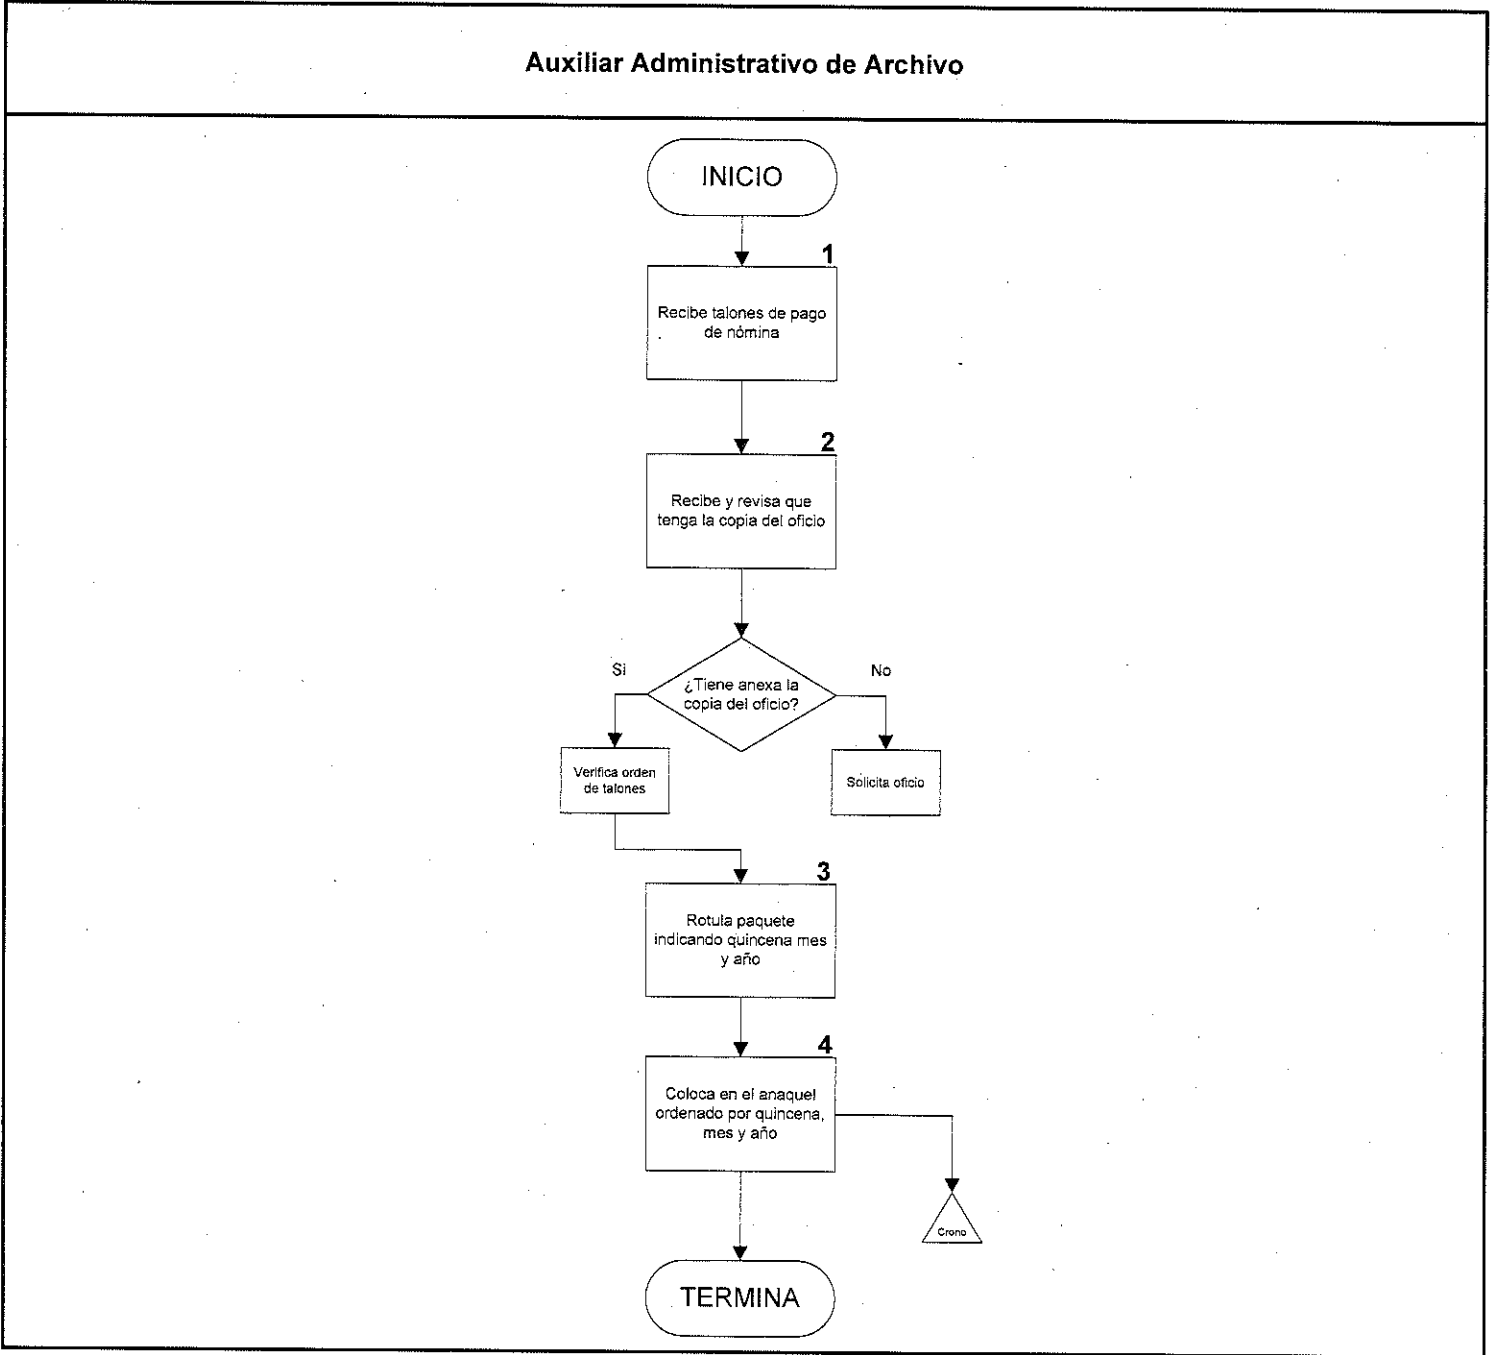 Auxiliar Administrativo de Archivo
INICIO
1
Recibe talones de pago
de nómina
2
Recibe y revisa que
tenga la copia del oficio
Si
No
¿Tiene anexa la
copia del oficio?
Verifica orden
de talones
Solicita oficio
3
Rotula paquete
indicando quincena mes
y año
4
Coloca en el anaquel
ordenado por quincena,
mes y año
Crono
TERMINA